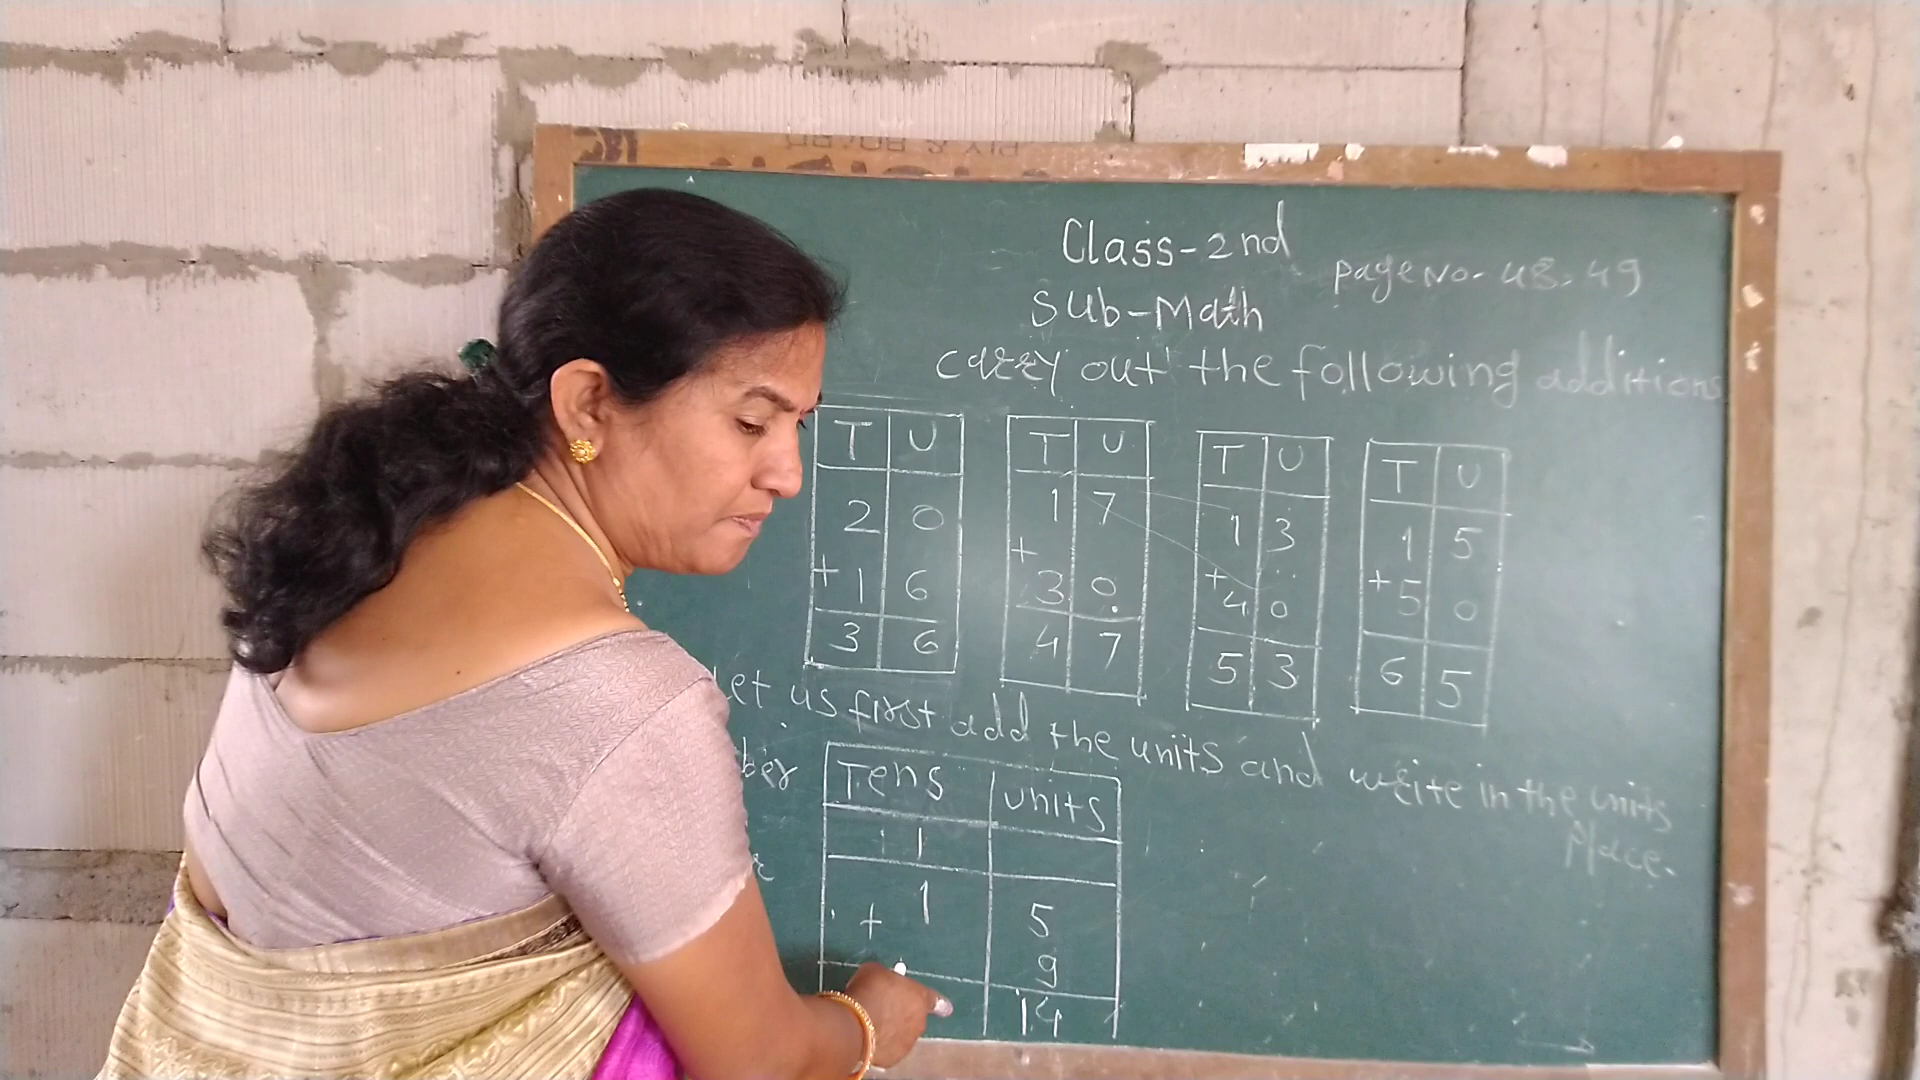 Class-2nd
Page No. 48.49
Sub-Math
carry out the following additions
T U T U T U T U
2 0 1 7 1 3 1 5
+ 1 6 + 3 0 + 4 0 + 5 0
3 6 4 7 5 3 6 5
Let us first add the units and write in the units
place.
Tens units
1
+ 1 5
9
14